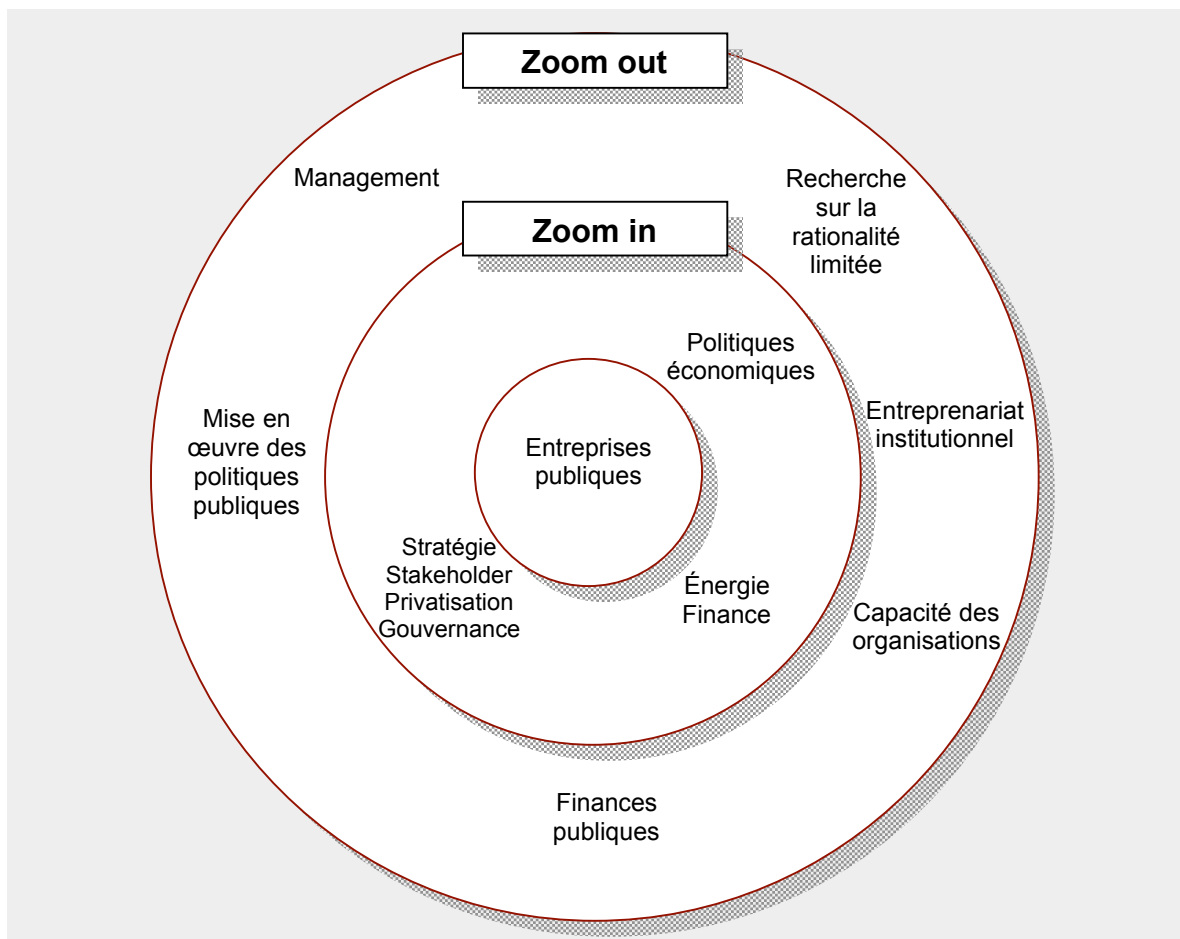 Zoom out
Management
Recherche
sur la
rationalité
limitée
Zoom in
Politiques
économiques
Mise en
œuvre des
politiques
publiques
Entreprises
publiques
Entreprenariat
institutionnel
Stratégie
Stakeholder
Privatisation
Gouvernance
Énergie
Finance
Capacité des
organisations
Finances
publiques